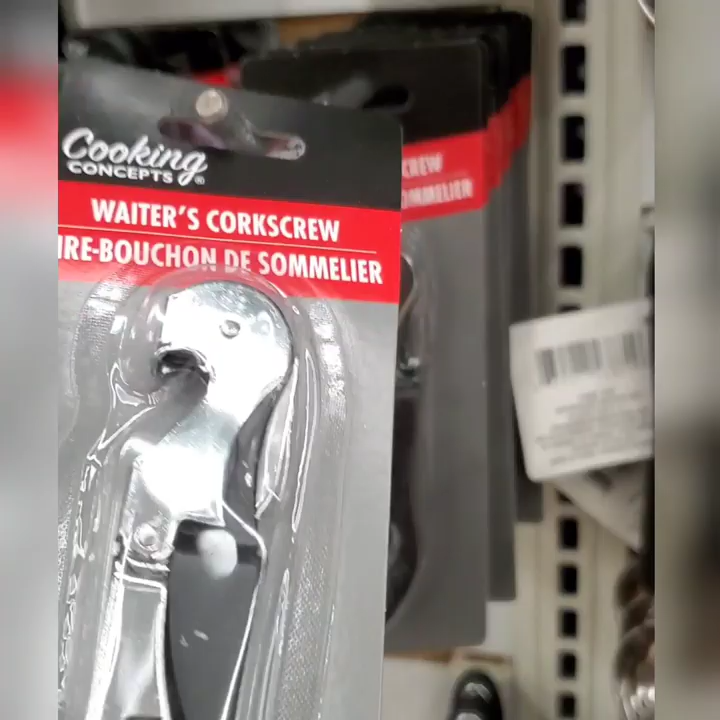 Cooking
CONCEPTS®
WAITER'S CORKSCREW
IRE-BOUCHON DE SOMMELIER
CREW
OMMELIER